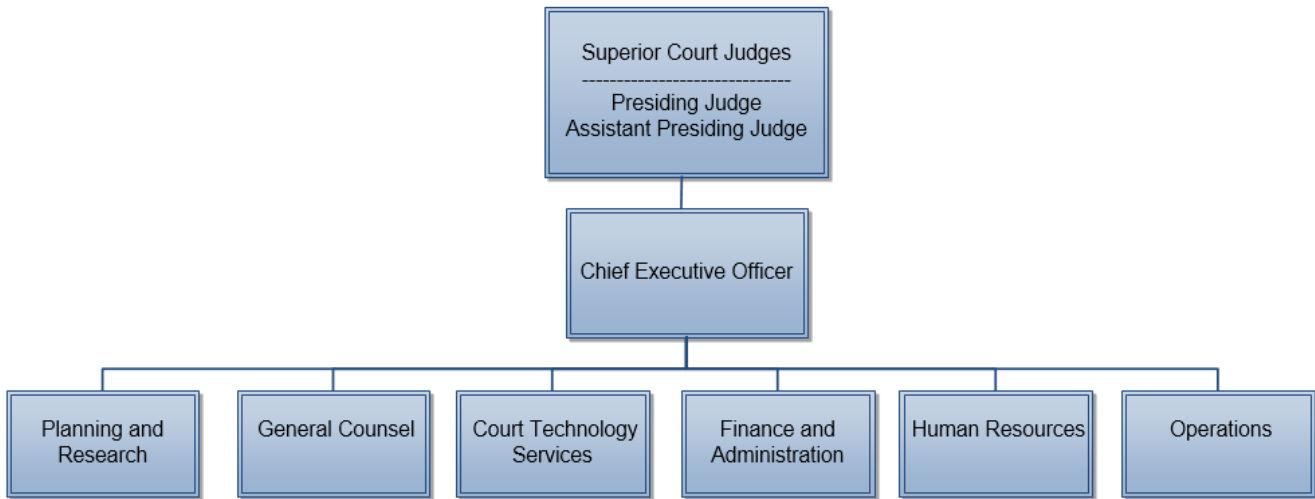 Superior Court Judges
------------------------------
Presiding Judge
Assistant Presiding Judge
Chief Executive Officer
Planning and
Research
General Counsel
Court Technology
Services
Finance and
Administration
Human Resources
Operations